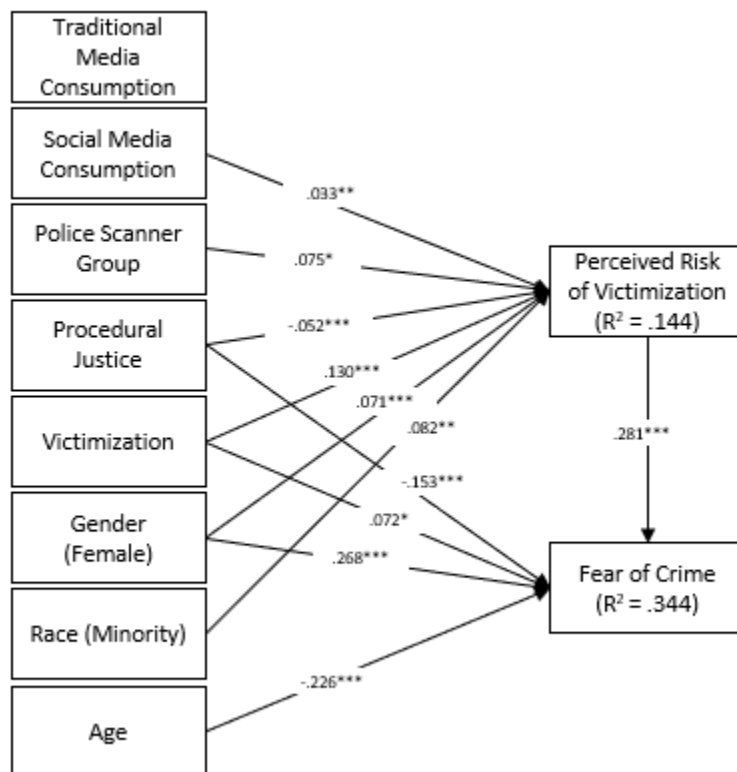 Traditional
Media
Consumption
Social Media
Consumption
Police Scanner
Group
Procedural
Justice
Victimization
Gender
(Female)
Race (Minority)
Age
.033**
.075*
-.052***
.130***
.071***
.082**
-.153***
.072*
.268***
-.226***
Perceived Risk
of Victimization
(R² = .144)
.281***
Fear of Crime
(R² = .344)